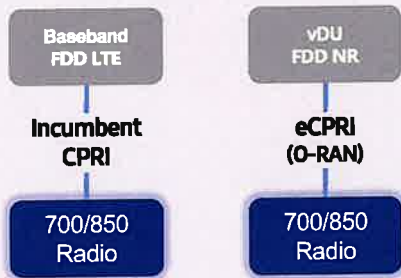 Baseband
FDD LTE
Incumbent
CPRI
700/850
Radio
vDU
FDD NR
eCPRI
(O-RAN)
700/850
Radio